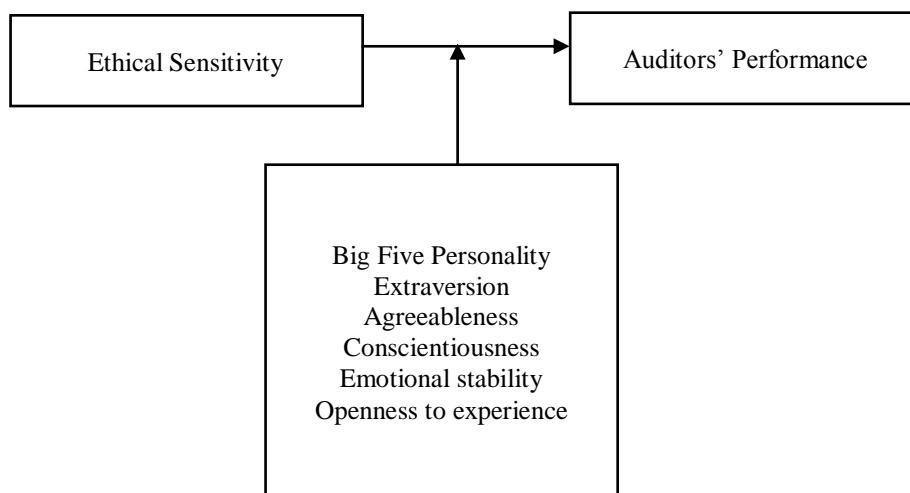 Ethical Sensitivity
Auditors’ Performance
Big Five Personality
Extraversion
Agreeableness
Conscientiousness
Emotional stability
Openness to experience